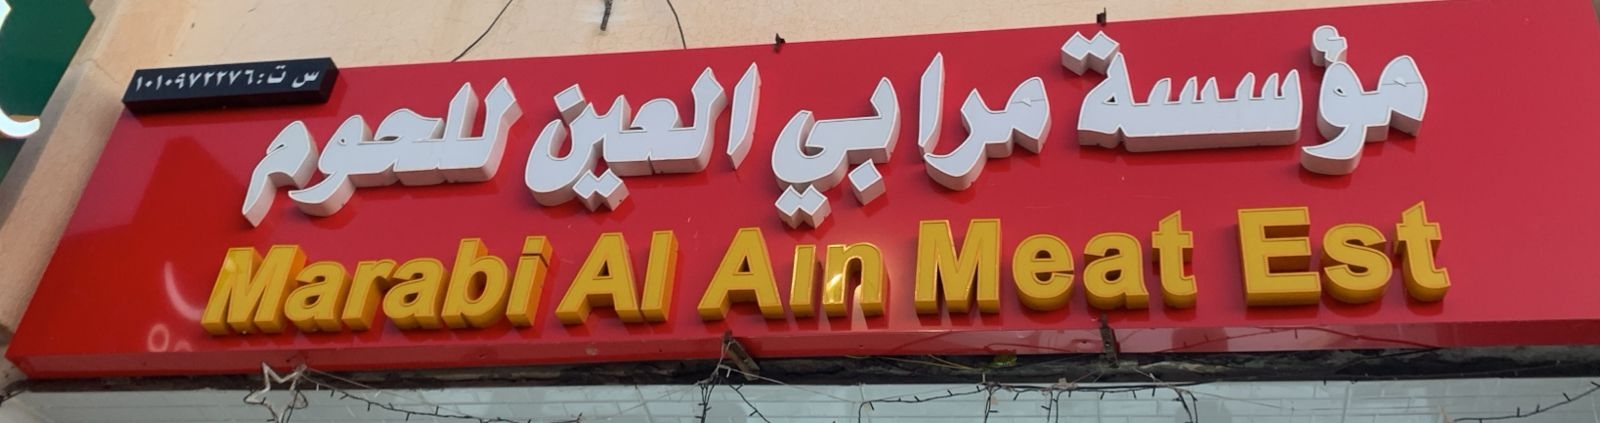 س ت: ١٠١٠٩٧٢٢٧٦
مؤسسة مرابي العين للحوم
Marabi Al Ain Meat Est